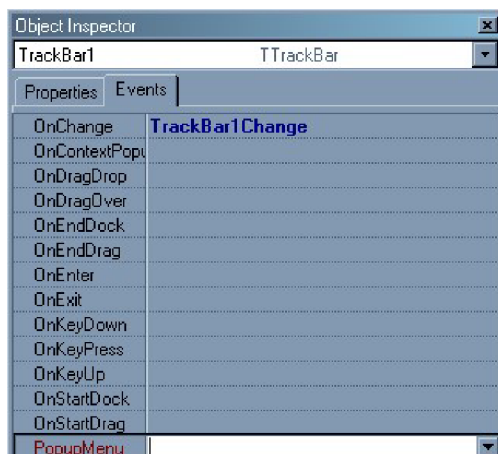 Object Inspector
TrackBar1 TTrackBar
Properties Events
OnChange TrackBar1Change
OnContextPopu
OnDragDrop
OnDragOver
OnEndDock
OnEndDrag
OnEnter
OnExit
OnKeyDown
OnKeyPress
OnKeyUp
OnStartDock
OnStartDrag
PopupMenu